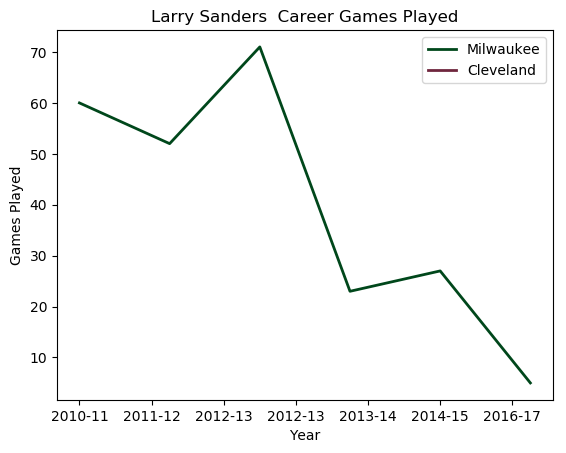 Larry Sanders  Career Games Played
Milwaukee
Cleveland
70
60
50
40
30
20
10
Games Played
2010-11 2011-12 2012-13 2012-13 2013-14 2014-15 2016-17
Year